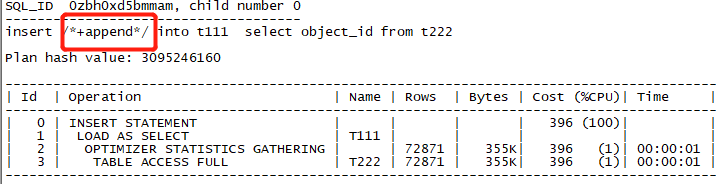 SQL_ID  0zbh0xd5bmmam, child number 0
-------------------------------------
insert /*+append*/ into t111  select object_id from t222

Plan hash value: 3095246160

-----------------------------------------------------------------------------------------
| Id  | Operation                        | Name | Rows  | Bytes | Cost (%CPU)| Time     |
-----------------------------------------------------------------------------------------
|   0 | INSERT STATEMENT                 |      |       |       |   396 (100)|          |
|   1 |  LOAD AS SELECT                  | T111 |       |       |            |          |
|   2 |   OPTIMIZER STATISTICS GATHERING |      | 72871 |   355K|   396   (1)| 00:00:01 |
|   3 |    TABLE ACCESS FULL             | T222 | 72871 |   355K|   396   (1)| 00:00:01 |
-----------------------------------------------------------------------------------------